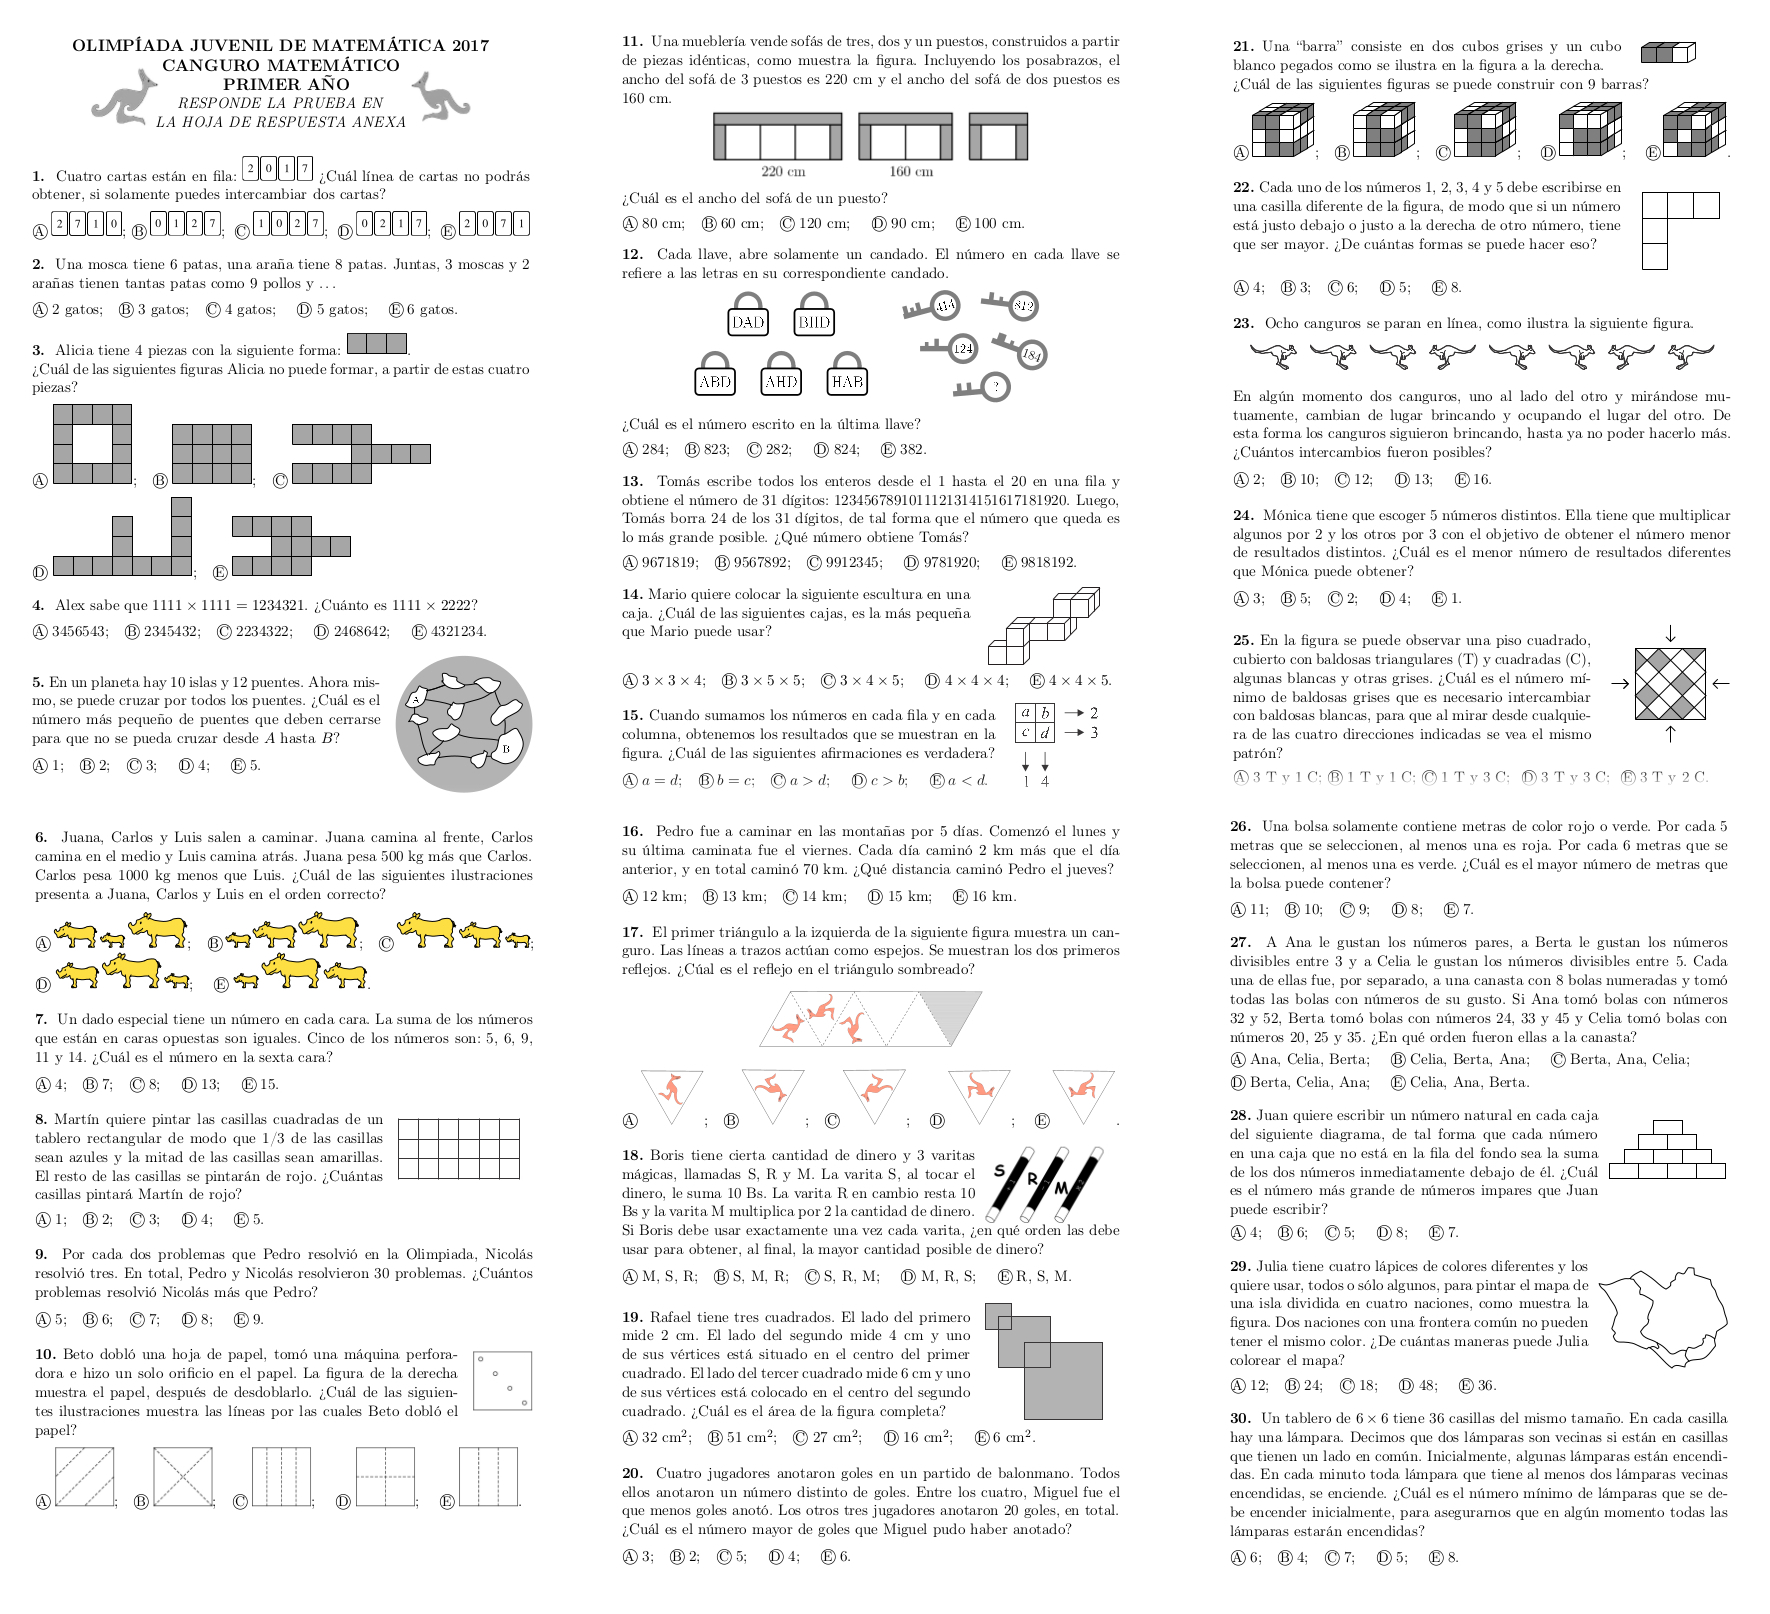 OLIMPÍADA JUVENIL DE MATEMÁTICA 2017
CANGURO MATEMÁTICO
PRIMER AÑO
RESPONDE LA PRUEBA EN
LA HOJA DE RESPUESTA ANEXA
1. Cuatro cartas están en fila: 2 0 1 7 ¿Cuál línea de cartas no podrás
obtener, si solamente puedes intercambiar dos cartas?
A 2 7 1 0; B 0 1 2 7; C 1 0 2 7; D 0 2 1 7; E 2 0 7 1
2. Una mosca tiene 6 patas, una araña tiene 8 patas. Juntas, 3 moscas y 2
arañas tienen tantas patas como 9 pollos y ...
A 2 gatos; B 3 gatos; C 4 gatos; D 5 gatos; E 6 gatos.
3. Alicia tiene 4 piezas con la siguiente forma: .
¿Cuál de las siguientes figuras Alicia no puede formar, a partir de estas cuatro
piezas?
A ; B ; C
D ; E
4. Alex sabe que 1111 × 1111 = 1234321. ¿Cuánto es 1111 × 2222?
A 3456543; B 2345432; C 2234322; D 2468642; E 4321234.
5. En un planeta hay 10 islas y 12 puentes. Ahora mis-
mo, se puede cruzar por todos los puentes. ¿Cuál es el
número más pequeño de puentes que deben cerrarse
para que no se pueda cruzar desde A hasta B?
A 1; B 2; C 3; D 4; E 5.
A
B
6. Juana, Carlos y Luis salen a caminar. Juana camina al frente, Carlos
camina en el medio y Luis camina atrás. Juana pesa 500 kg más que Carlos.
Carlos pesa 1000 kg menos que Luis. ¿Cuál de las siguientes ilustraciones
presenta a Juana, Carlos y Luis en el orden correcto?
A ; B ; C ;
D ; E .
7. Un dado especial tiene un número en cada cara. La suma de los números
que están en caras opuestas son iguales. Cinco de los números son: 5, 6, 9,
11 y 14. ¿Cuál es el número en la sexta cara?
A 4; B 7; C 8; D 13; E 15.
8. Martín quiere pintar las casillas cuadradas de un
tablero rectangular de modo que 1/3 de las casillas
sean azules y la mitad de las casillas sean amarillas.
El resto de las casillas se pintarán de rojo. ¿Cuántas
casillas pintará Martín de rojo?
A 1; B 2; C 3; D 4; E 5.
9. Por cada dos problemas que Pedro resolvió en la Olimpiada, Nicolás
resolvió tres. En total, Pedro y Nicolás resolvieron 30 problemas. ¿Cuántos
problemas resolvió Nicolás más que Pedro?
A 5; B 6; C 7; D 8; E 9.
10. Beto dobló una hoja de papel, tomó una máquina perfora-
dora e hizo un solo orificio en el papel. La figura de la derecha
muestra el papel, después de desdoblarlo. ¿Cuál de las siguien-
tes ilustraciones muestra las líneas por las cuales Beto dobló el
papel?
A ; B ; C ; D ; E .
11. Una mueblería vende sofás de tres, dos y un puestos, construidos a partir
de piezas idénticas, como muestra la figura. Incluyendo los posabrazos, el
ancho del sofá de 3 puestos es 220 cm y el ancho del sofá de dos puestos es
160 cm.
220 cm 160 cm
¿Cuál es el ancho del sofá de un puesto?
A 80 cm; B 60 cm; C 120 cm; D 90 cm; E 100 cm.
12. Cada llave, abre solamente un candado. El número en cada llave se
refiere a las letras en su correspondiente candado.
DAD BHD 414 812
124 184
ABD AHD HAB ?
¿Cuál es el número escrito en la última llave?
A 284; B 823; C 282; D 824; E 382.
13. Tomás escribe todos los enteros desde el 1 hasta el 20 en una fila y
obtiene el número de 31 dígitos: 1234567891011121314151617181920. Luego,
Tomás borra 24 de los 31 dígitos, de tal forma que el número que queda es
lo más grande posible. ¿Qué número obtiene Tomás?
A 9671819; B 9567892; C 9912345; D 9781920; E 9818192.
14. Mario quiere colocar la siguiente escultura en una
caja. ¿Cuál de las siguientes cajas, es la más pequeña
que Mario puede usar?
A 3 × 3 × 4; B 3 × 5 × 5; C 3 × 4 × 5; D 4 × 4 × 4; E 4 × 4 × 5.
15. Cuando sumamos los números en cada fila y en cada
columna, obtenemos los resultados que se muestran en la
figura. ¿Cuál de las siguientes afirmaciones es verdadera?
A a = d; B b = c; C a > d; D c > b; E a < d.
a b 2
c d 3
1 4
16. Pedro fue a caminar en las montañas por 5 días. Comenzó el lunes y
su última caminata fue el viernes. Cada día caminó 2 km más que el día
anterior, y en total caminó 70 km. ¿Qué distancia caminó Pedro el jueves?
A 12 km; B 13 km; C 14 km; D 15 km; E 16 km.
17. El primer triángulo a la izquierda de la siguiente figura muestra un can-
guro. Las líneas a trazos actúan como espejos. Se muestran los dos primeros
reflejos. ¿Cúal es el reflejo en el triángulo sombreado?
A ; B ; C ; D ; E .
18. Boris tiene cierta cantidad de dinero y 3 varitas
mágicas, llamadas S, R y M. La varita S, al tocar el
dinero, le suma 10 Bs. La varita R en cambio resta 10
Bs y la varita M multiplica por 2 la cantidad de dinero.
Si Boris debe usar exactamente una vez cada varita, ¿en qué orden las debe
usar para obtener, al final, la mayor cantidad posible de dinero?
S R M
A M, S, R; B S, M, R; C S, R, M; D M, R, S; E R, S, M.
19. Rafael tiene tres cuadrados. El lado del primero
mide 2 cm. El lado del segundo mide 4 cm y uno
de sus vértices está situado en el centro del primer
cuadrado. El lado del tercer cuadrado mide 6 cm y uno
de sus vértices está colocado en el centro del segundo
cuadrado. ¿Cuál es el área de la figura completa?
A 32 cm²; B 51 cm²; C 27 cm²; D 16 cm²; E 6 cm².
20. Cuatro jugadores anotaron goles en un partido de balonmano. Todos
ellos anotaron un número distinto de goles. Entre los cuatro, Miguel fue el
que menos goles anotó. Los otros tres jugadores anotaron 20 goles, en total.
¿Cuál es el número mayor de goles que Miguel pudo haber anotado?
A 3; B 2; C 5; D 4; E 6.
21. Una “barra” consiste en dos cubos grises y un cubo
blanco pegados como se ilustra en la figura a la derecha.
¿Cuál de las siguientes figuras se puede construir con 9 barras?
A ; B ; C ; D ; E .
22. Cada uno de los números 1, 2, 3, 4 y 5 debe escribirse en
una casilla diferente de la figura, de modo que si un número
está justo debajo o justo a la derecha de otro número, tiene
que ser mayor. ¿De cuántas formas se puede hacer eso?
A 4; B 3; C 6; D 5; E 8.
23. Ocho canguros se paran en línea, como ilustra la siguiente figura.
En algún momento dos canguros, uno al lado del otro y mirándose mu-
tuamente, cambian de lugar brincando y ocupando el lugar del otro. De
esta forma los canguros siguieron brincando, hasta ya no poder hacerlo más.
¿Cuántos intercambios fueron posibles?
A 2; B 10; C 12; D 13; E 16.
24. Mónica tiene que escoger 5 números distintos. Ella tiene que multiplicar
algunos por 2 y los otros por 3 con el objetivo de obtener el número menor
de resultados distintos. ¿Cuál es el menor número de resultados diferentes
que Mónica puede obtener?
A 3; B 5; C 2; D 4; E 1.
25. En la figura se puede observar una piso cuadrado,
cubierto con baldosas triangulares (T) y cuadradas (C),
algunas blancas y otras grises. ¿Cuál es el número mí-
nimo de baldosas grises que es necesario intercambiar
con baldosas blancas, para que al mirar desde cualquie-
ra de las cuatro direcciones indicadas se vea el mismo
patrón?
A 3 T y 1 C; B 1 T y 1 C; C 1 T y 3 C; D 3 T y 3 C; E 3 T y 2 C.
26. Una bolsa solamente contiene metras de color rojo o verde. Por cada 5
metras que se seleccionen, al menos una es roja. Por cada 6 metras que se
seleccionen, al menos una es verde. ¿Cuál es el mayor número de metras que
la bolsa puede contener?
A 11; B 10; C 9; D 8; E 7.
27. A Ana le gustan los números pares, a Berta le gustan los números
divisibles entre 3 y a Celia le gustan los números divisibles entre 5. Cada
una de ellas fue, por separado, a una canasta con 8 bolas numeradas y tomó
todas las bolas con números de su gusto. Si Ana tomó bolas con números
32 y 52, Berta tomó bolas con números 24, 33 y 45 y Celia tomó bolas con
números 20, 25 y 35. ¿En qué orden fueron ellas a la canasta?
A Ana, Celia, Berta; B Celia, Berta, Ana; C Berta, Ana, Celia;
D Berta, Celia, Ana; E Celia, Ana, Berta.
28. Juan quiere escribir un número natural en cada caja
del siguiente diagrama, de tal forma que cada número
en una caja que no está en la fila del fondo sea la suma
de los dos números inmediatamente debajo de él. ¿Cuál
es el número más grande de números impares que Juan
puede escribir?
A 4; B 6; C 5; D 8; E 7.
29. Julia tiene cuatro lápices de colores diferentes y los
quiere usar, todos o sólo algunos, para pintar el mapa de
una isla dividida en cuatro naciones, como muestra la
figura. Dos naciones con una frontera común no pueden
tener el mismo color. ¿De cuántas maneras puede Julia
colorear el mapa?
A 12; B 24; C 18; D 48; E 36.
30. Un tablero de 6 × 6 tiene 36 casillas del mismo tamaño. En cada casilla
hay una lámpara. Decimos que dos lámparas son vecinas si están en casillas
que tienen un lado en común. Inicialmente, algunas lámparas están encendi-
das. En cada minuto toda lámpara que tiene al menos dos lámparas vecinas
encendidas, se enciende. ¿Cuál es el número mínimo de lámparas que se de-
be encender inicialmente, para asegurarnos que en algún momento todas las
lámparas estarán encendidas?
A 6; B 4; C 7; D 5; E 8.